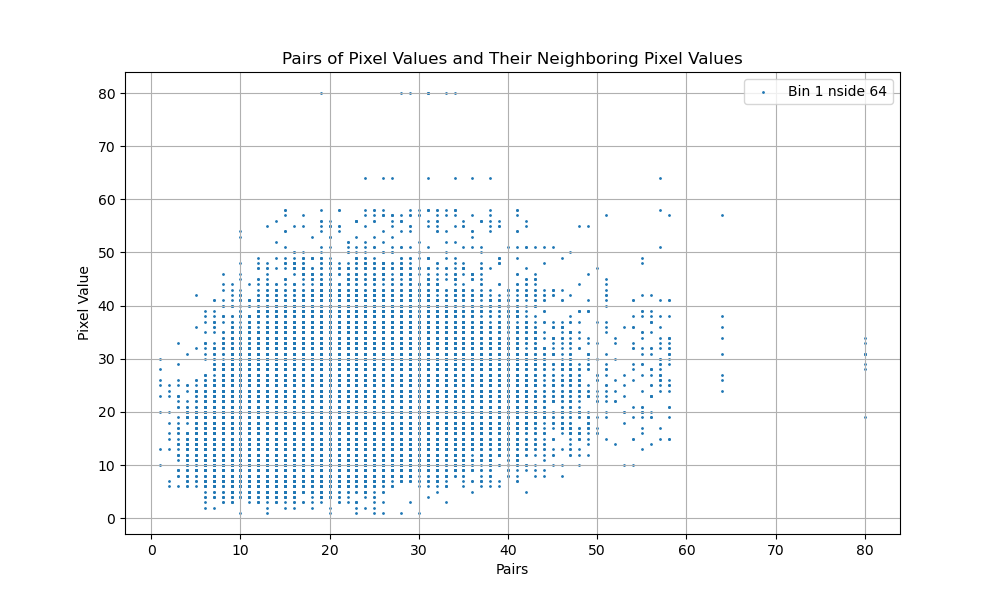 Pairs of Pixel Values and Their Neighboring Pixel Values
Bin 1 nside 64
80
70
60
50
40
30
20
10
0
Pixel Value
0 10 20 30 40 50 60 70 80
Pairs